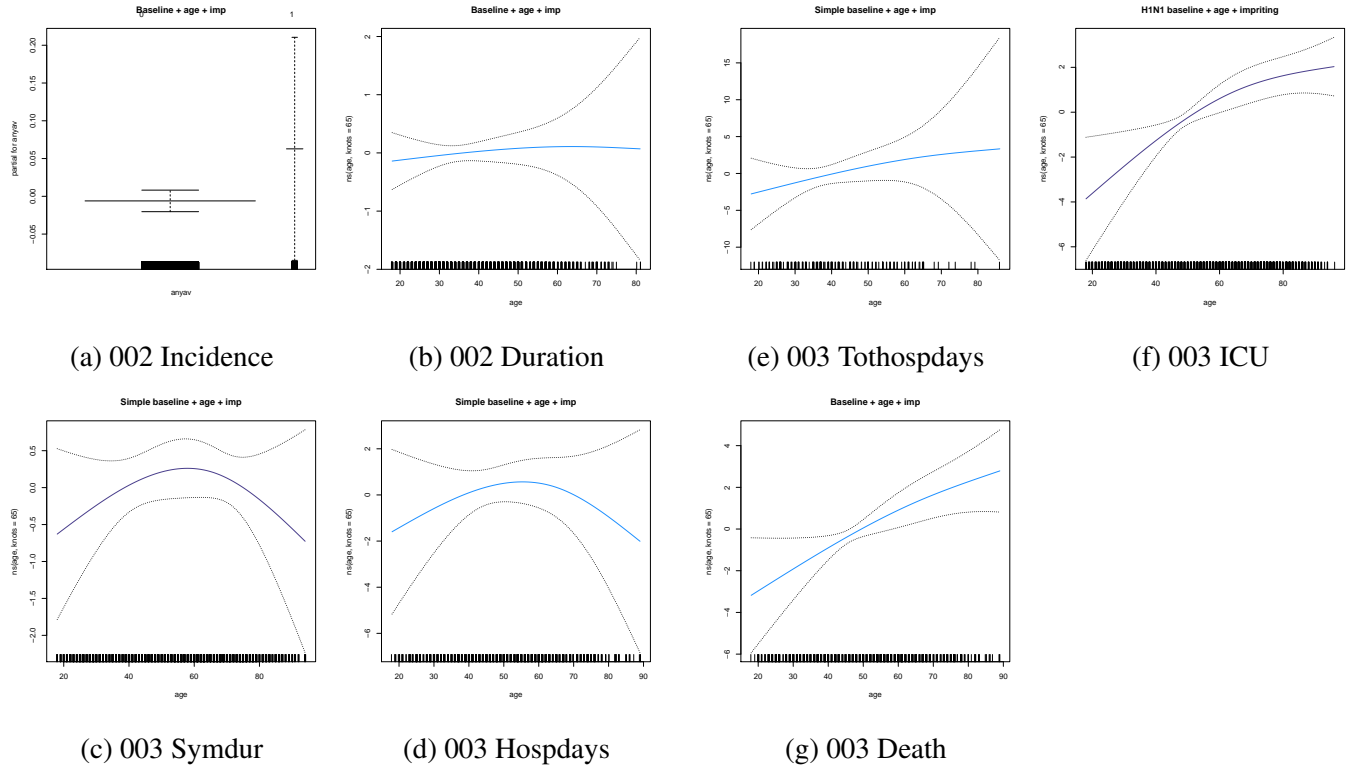 Baseline + age + imp
0 1
partial for anyav
−0.05 0.00 0.05 0.10 0.15 0.20
anyav
(a) 002 Incidence
Baseline + age + imp
ns(age, knots = 65)
−2 −1 0 1 2
20 30 40 50 60 70 80
age
(b) 002 Duration
Simple baseline + age + imp
ns(age, knots = 65)
−10 −5 0 5 10 15
20 30 40 50 60 70 80
age
(e) 003 Tothospdays
H1N1 baseline + age + impriting
ns(age, knots = 65)
−6 −4 −2 0 2
20 40 60 80
age
(f) 003 ICU
Simple baseline + age + imp
ns(age, knots = 65)
−2.0 −1.5 −1.0 −0.5 0.0 0.5
20 40 60 80
age
(c) 003 Symdur
Simple baseline + age + imp
ns(age, knots = 65)
−6 −4 −2 0 2
20 30 40 50 60 70 80 90
age
(d) 003 Hospdays
Baseline + age + imp
ns(age, knots = 65)
−6 −4 −2 0 2 4
20 30 40 50 60 70 80 90
age
(g) 003 Death